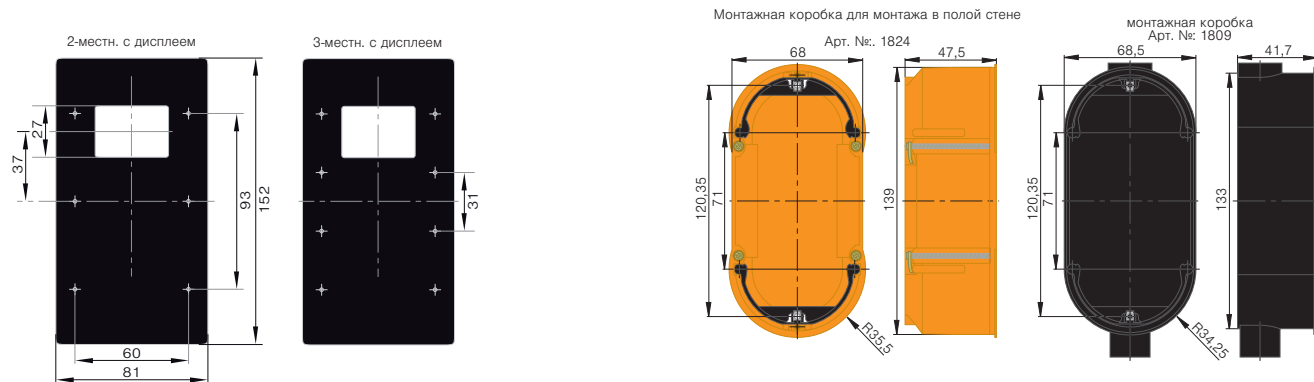 2-местн. с дисплеем
3-местн. с дисплеем
27
37
93
152
60
81
31
Монтажная коробка для монтажа в полой стене
Арт. №:. 1824
68
47,5
120,35
71
139
R35,5
монтажная коробка
Арт. №: 1809
68,5
41,7
120,35
71
133
R34,25